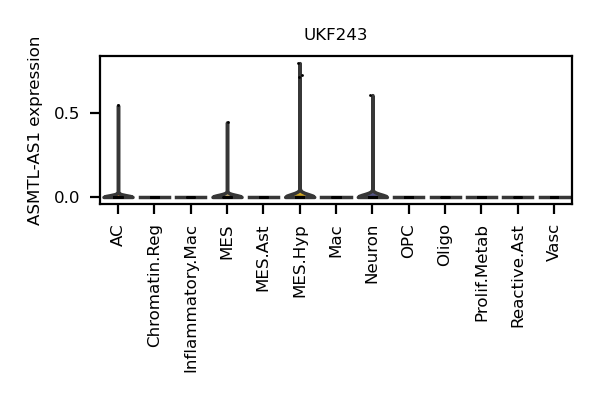 UKF243
ASMTL-AS1 expression
0.5
0.0
AC
Chromatin.Reg
Inflammatory.Mac
MES
MES.Ast
MES.Hyp
Mac
Neuron
OPC
Oligo
Prolif.Metab
Reactive.Ast
Vasc